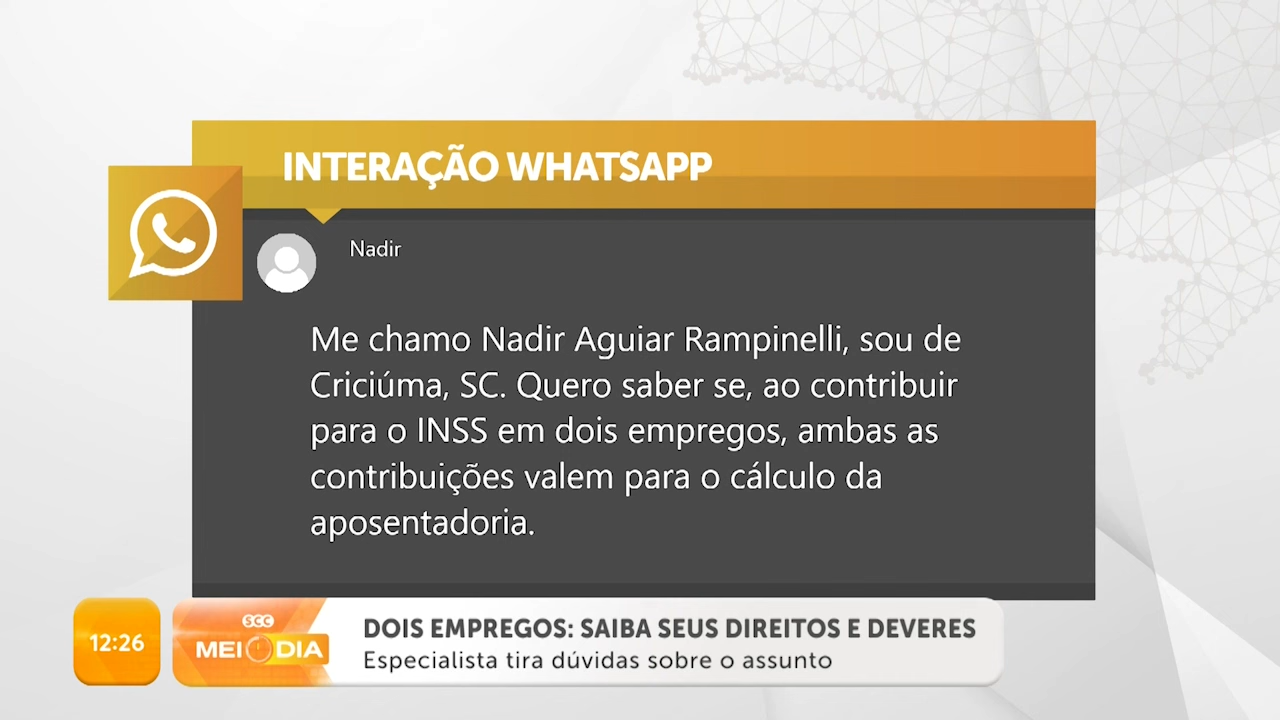 INTERAÇÃO WHATSAPP
Nadir
Me chamo Nadir Aguiar Rampinelli, sou de
Criciúma, SC. Quero saber se, ao contribuir
para o INSS em dois empregos, ambas as
contribuições valem para o cálculo da
aposentadoria.
12:26
SCC
MEIO DIA
DOIS EMPREGOS: SAIBA SEUS DIREITOS E DEVERES
Especialista tira dúvidas sobre o assunto